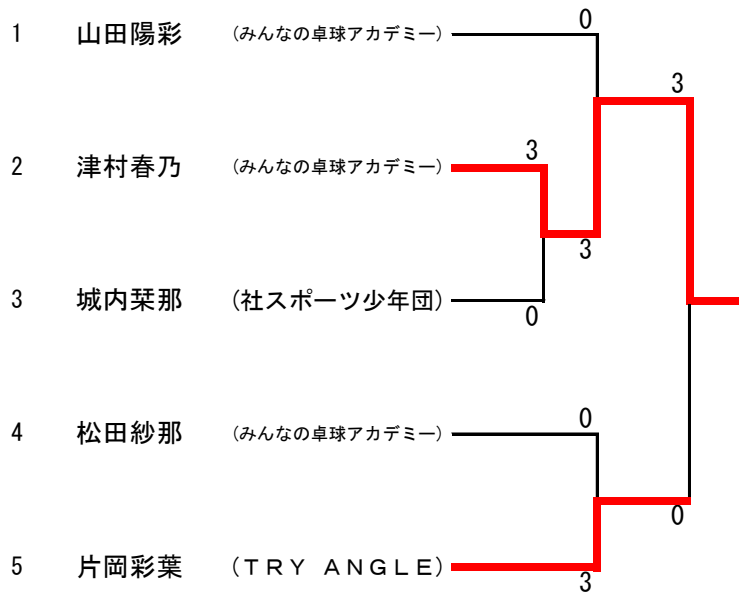 0
1 山田陽彩 (みんなの卓球アカデミー)
3
3
2 津村春乃 (みんなの卓球アカデミー)
3
3 城内栞那 (社スポーツ少年団)
0
0
4 松田紗那 (みんなの卓球アカデミー)
0
5 片岡彩葉 (TRY ANGLE)
3